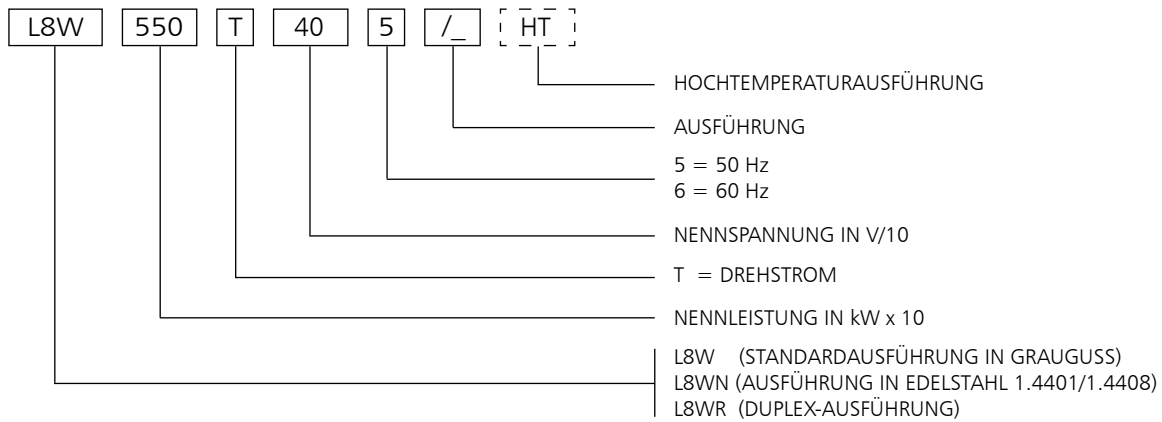 L8W 550 T 40 5 /_ HT
HOCHTEMPERATURAUSFÜHRUNG
AUSFÜHRUNG
5 = 50 Hz
6 = 60 Hz
NENNSPANNUNG IN V/10
T = DREHSTROM
NENNLEISTUNG IN kW x 10
L8W (STANDARDAUSFÜHRUNG IN GRAUGUSS)
L8WN (AUSFÜHRUNG IN EDELSTAHL 1.4401/1.4408)
L8WR (DUPLEX-AUSFÜHRUNG)